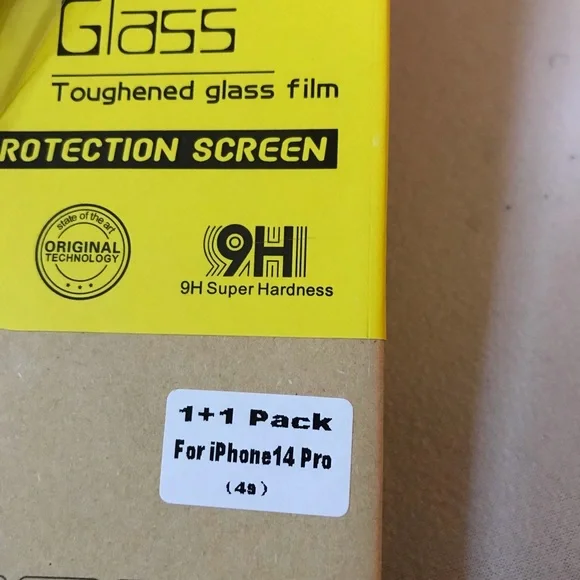 Glass
Toughened glass film
ROTECTION SCREEN
state of the art
ORIGINAL
TECHNOLOGY
9H
9H Super Hardness
1+1 Pack
For iPhone14 Pro
(49)